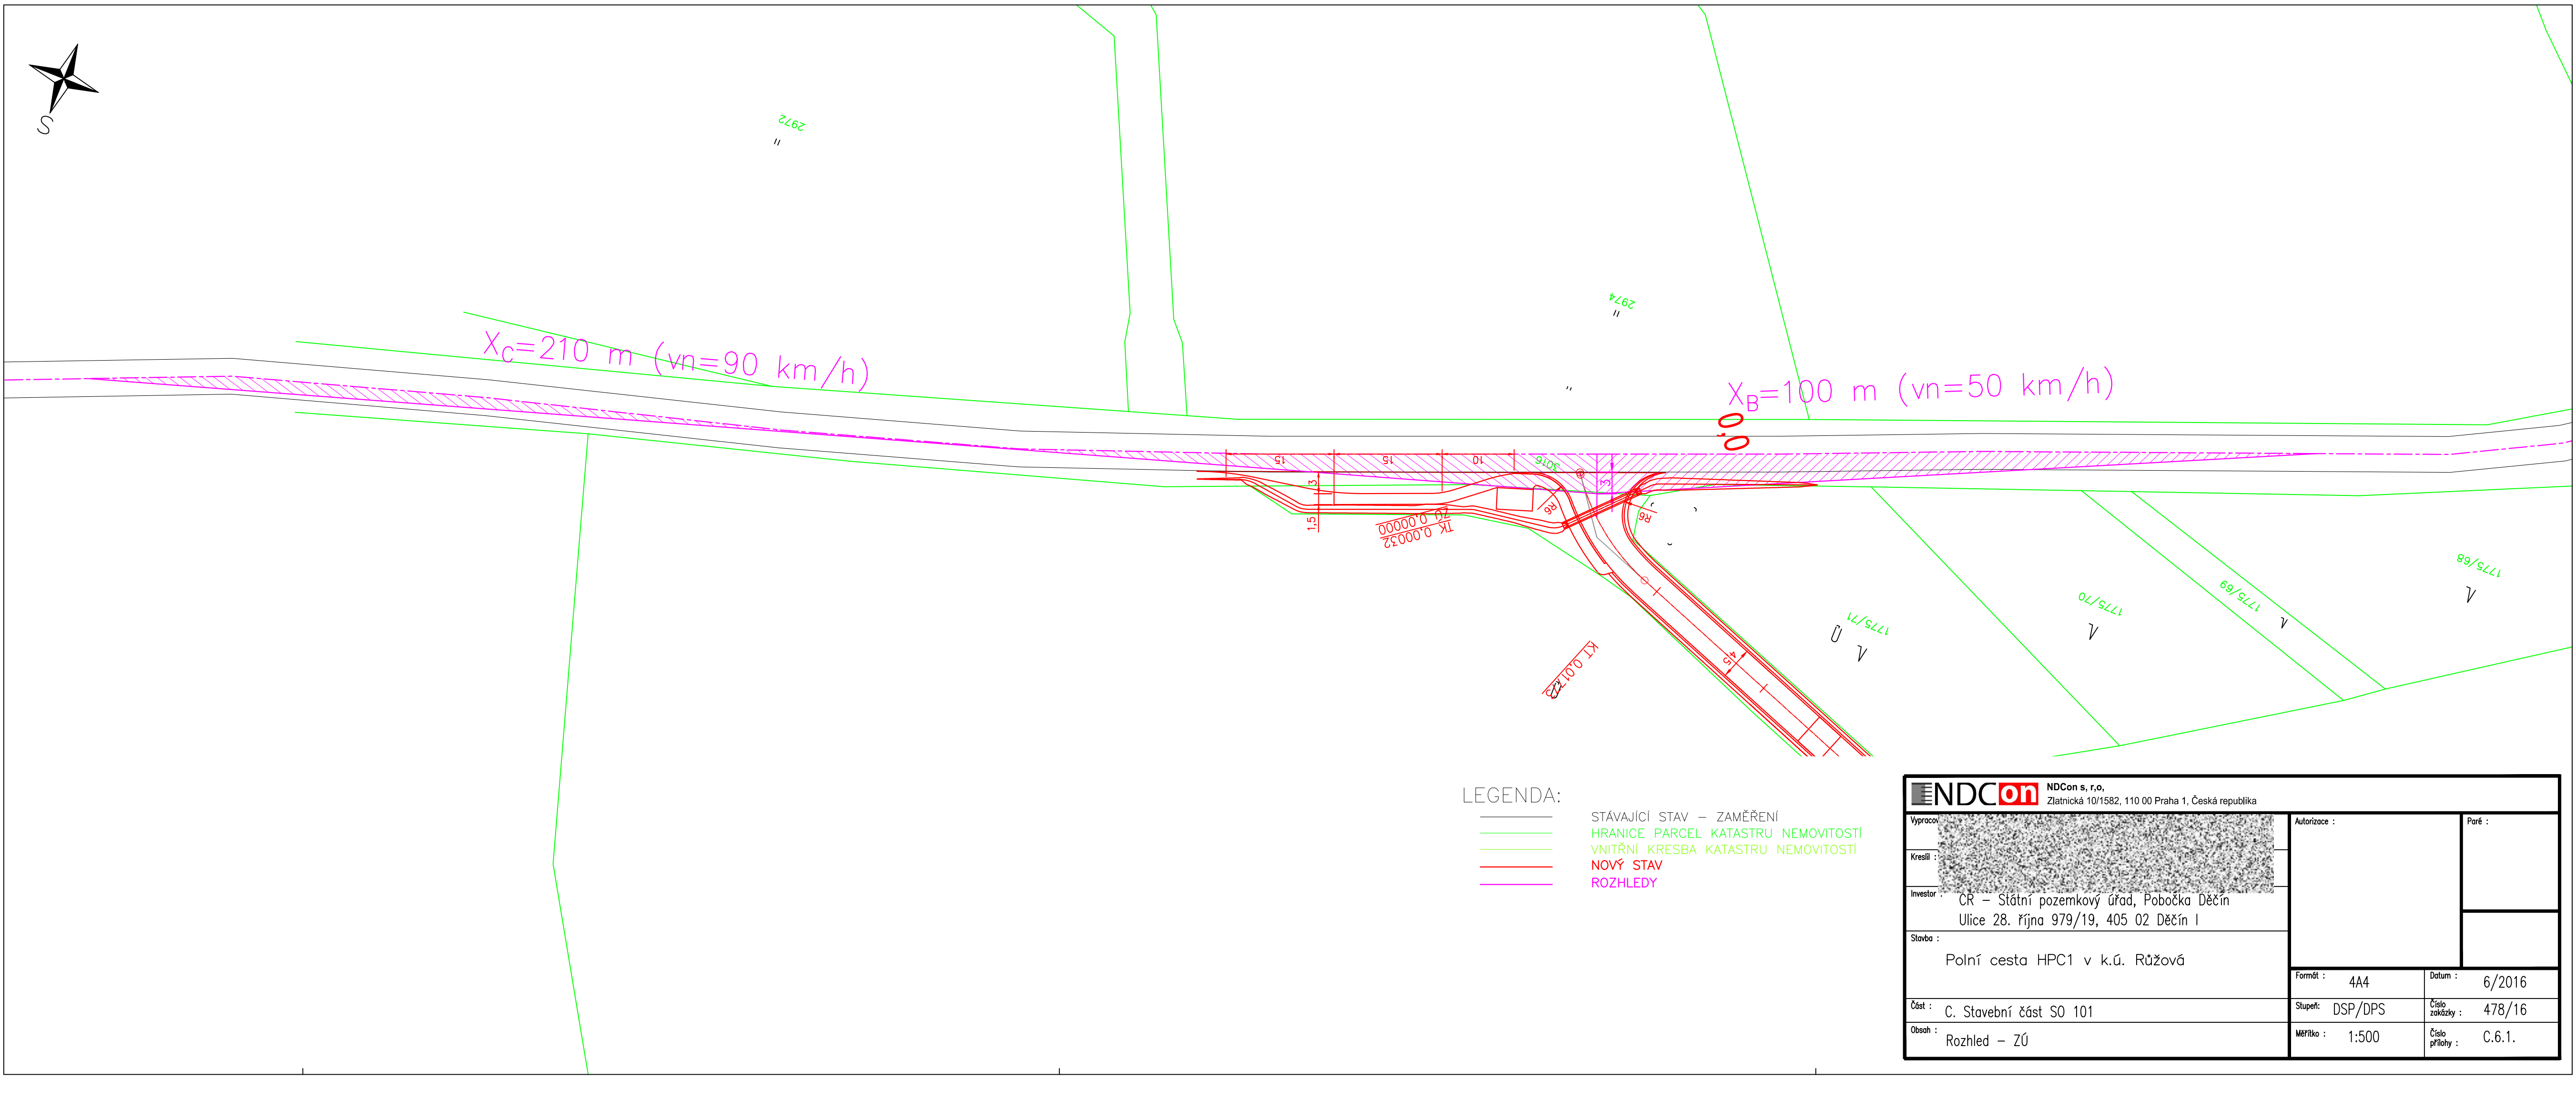 S
2972
X_C=210 m (vn=90 km/h)
2974
X_B=100 m (vn=50 km/h)
0,0
3016
15
15
10
3
1,5
3
R6
R6
ZÚ 0,00000
TK 0,00032
4,5
1775/71
1775/70
1775/69
1775/68
LEGENDA:
STÁVAJÍCÍ STAV – ZAMĚŘENÍ
HRANICE PARCEL KATASTRU NEMOVITOSTÍ
VNITŘNÍ KRESBA KATASTRU NEMOVITOSTÍ
NOVÝ STAV
ROZHLEDY
NDCon
NDCon s, r,o,
Zlatnická 10/1582, 110 00 Praha 1, Česká republika
Kreslil :
Investor :
ČR – Státní pozemkový úřad, Pobočka Děčín
Ulice 28. října 979/19, 405 02 Děčín I
Stavba :
Polní cesta HPC1 v k.ú. Růžová
Část : C. Stavební část SO 101
Obsah : Rozhled – ZÚ
Autorizace :
Paré :
Formát : 4A4
Datum : 6/2016
Stupeň: DSP/DPS
Číslo zakázky : 478/16
Měřítko : 1:500
Číslo přílohy : C.6.1.